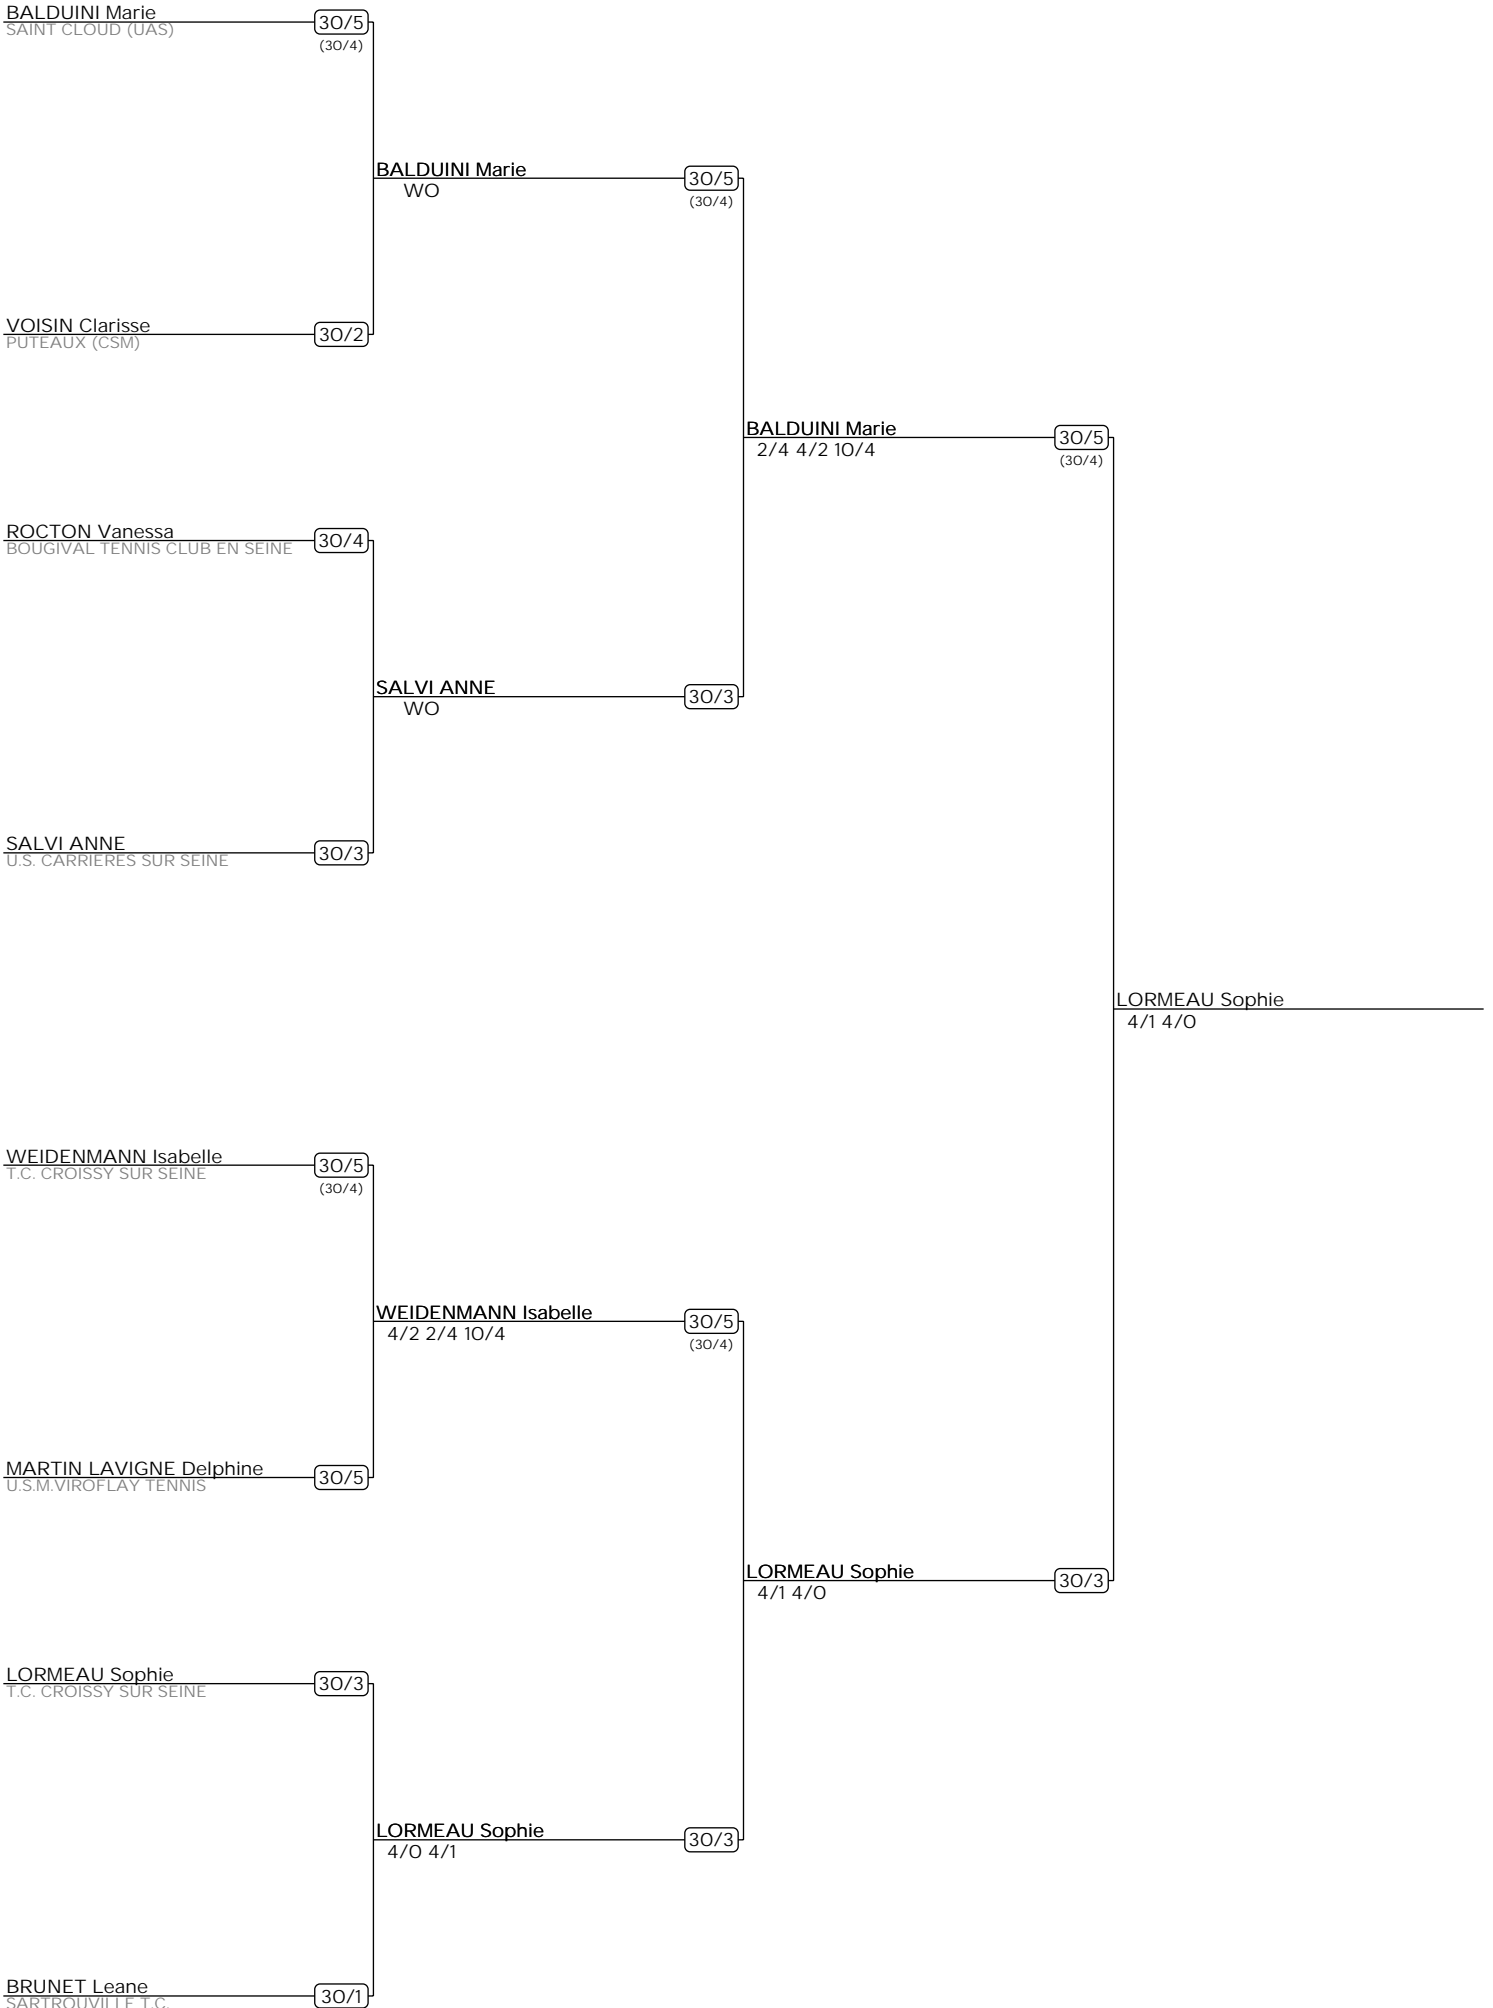 BALDUINI Marie
SAINT CLOUD (UAS)
30/5
(30/4)
BALDUINI Marie
WO
30/5
(30/4)
VOISIN Clarisse
PUTEAUX (CSM)
30/2
BALDUINI Marie
2/4 4/2 10/4
30/5
(30/4)
ROCTON Vanessa
BOUGIVAL TENNIS CLUB EN SEINE
30/4
SALVI ANNE
WO
30/3
SALVI ANNE
U.S. CARRIERES SUR SEINE
30/3
LORMEAU Sophie
4/1 4/0
WEIDENMANN Isabelle
T.C. CROISSY SUR SEINE
30/5
(30/4)
WEIDENMANN Isabelle
4/2 2/4 10/4
30/5
(30/4)
MARTIN LAVIGNE Delphine
U.S.M.VIROFLAY TENNIS
30/5
LORMEAU Sophie
4/1 4/0
30/3
LORMEAU Sophie
T.C. CROISSY SUR SEINE
30/3
LORMEAU Sophie
4/0 4/1
30/3
BRUNET Leane
SARTROUVILLE T.C.
30/1